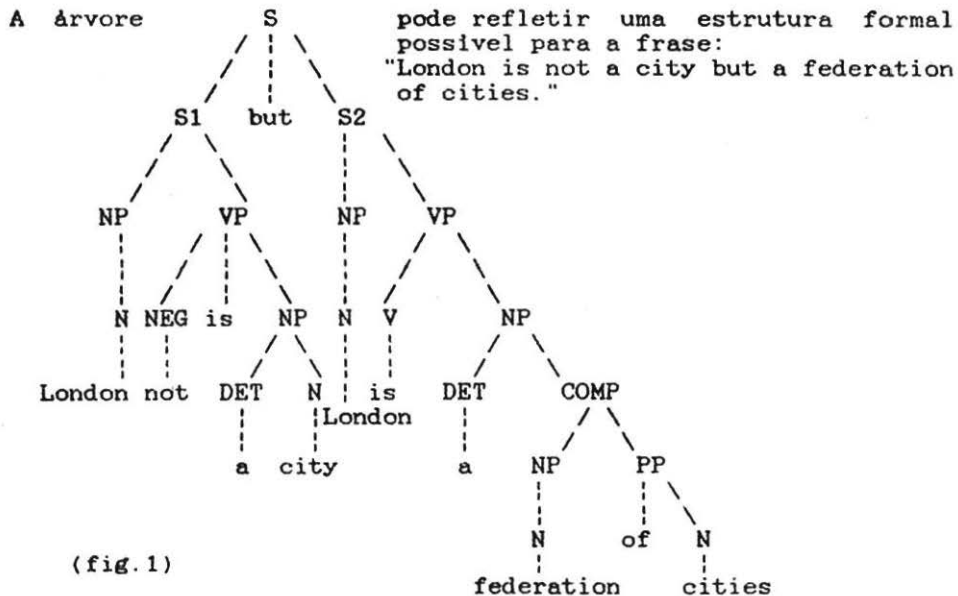 A árvore S pode refletir uma estrutura formal
possivel para a frase:
"London is not a city but a federation
of cities."
S1 but S2
NP VP NP VP
N NEG is NP N V NP
London not DET N is DET COMP
London
a city a NP PP
N of N
(fig.1)
federation cities